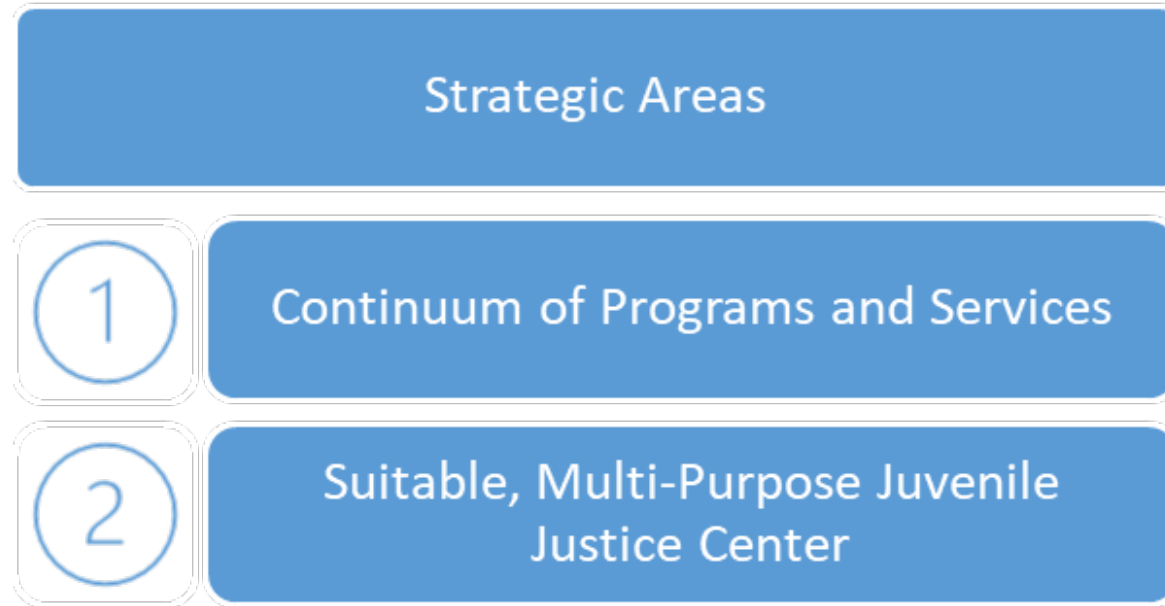 Strategic Areas
1
Continuum of Programs and Services
2
Suitable, Multi-Purpose Juvenile
Justice Center